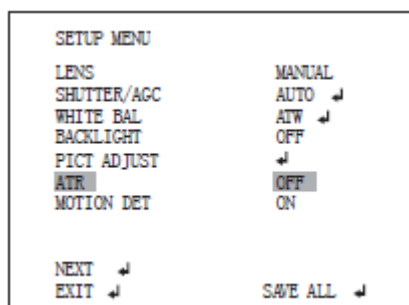 SETUP MENU
LENS MANUAL
SHUTTER/AGC AUTO ↲
WHITE BAL ATW ↲
BACKLIGHT OFF
PICT ADJUST ↲
ATR OFF
MOTION DET ON
NEXT ↲
EXIT ↲ SAVE ALL ↲